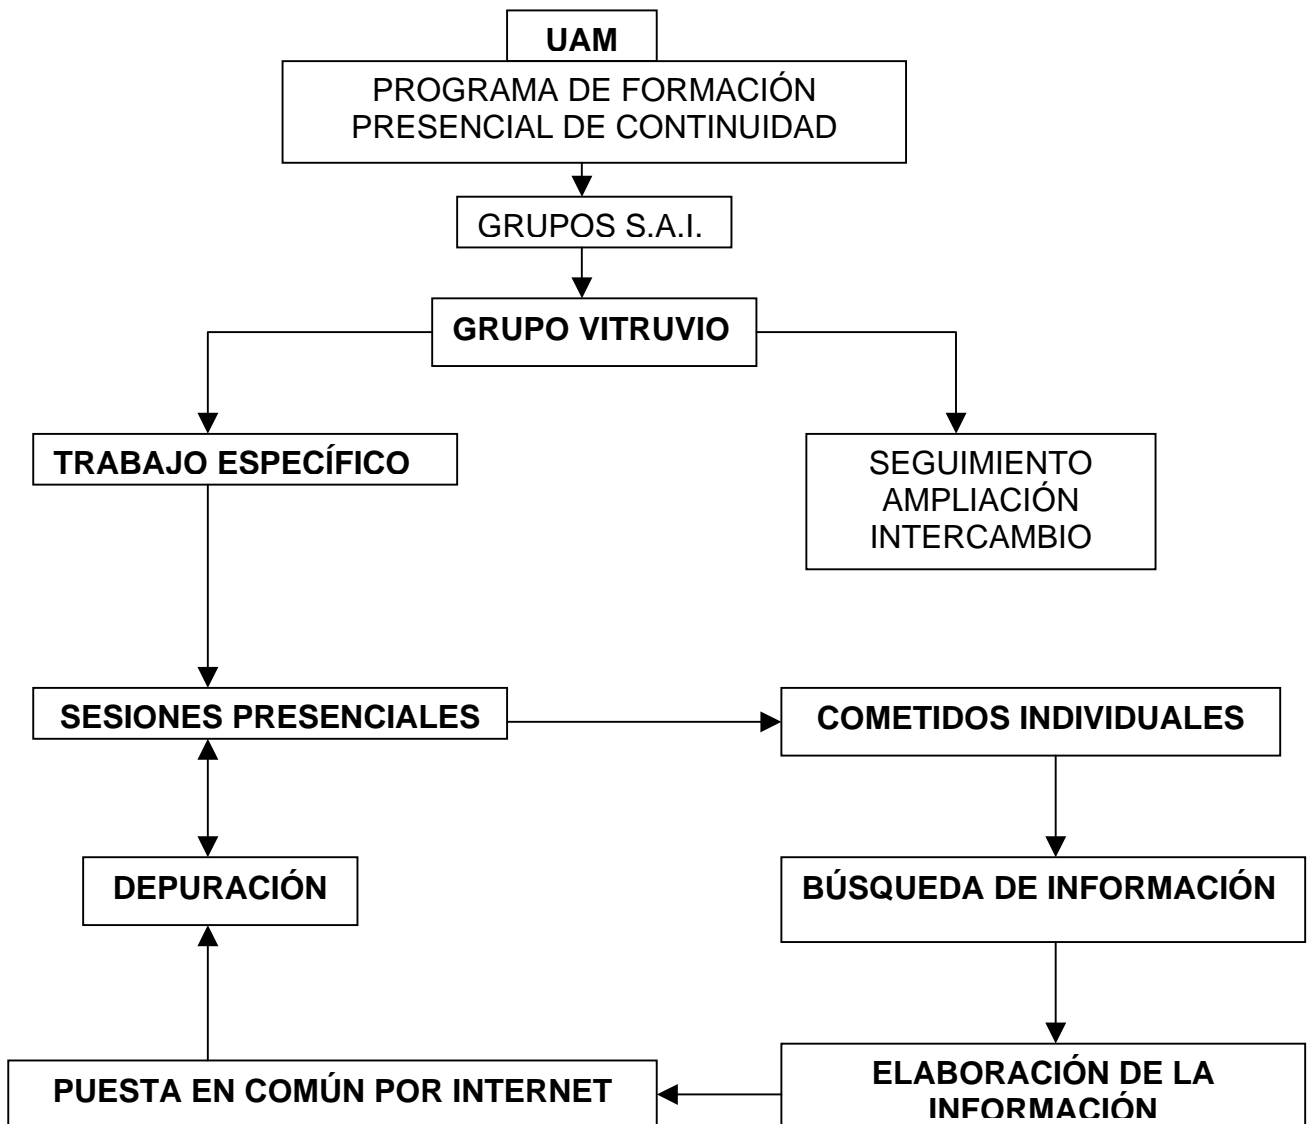 UAM
PROGRAMA DE FORMACIÓN
PRESENCIAL DE CONTINUIDAD
GRUPOS S.A.I.
GRUPO VITRUVIO
TRABAJO ESPECÍFICO
SEGUIMIENTO
AMPLIACIÓN
INTERCAMBIO
SESIONES PRESENCIALES
COMETIDOS INDIVIDUALES
DEPURACIÓN
BÚSQUEDA DE INFORMACIÓN
PUESTA EN COMÚN POR INTERNET
ELABORACIÓN DE LA
INFORMACIÓN